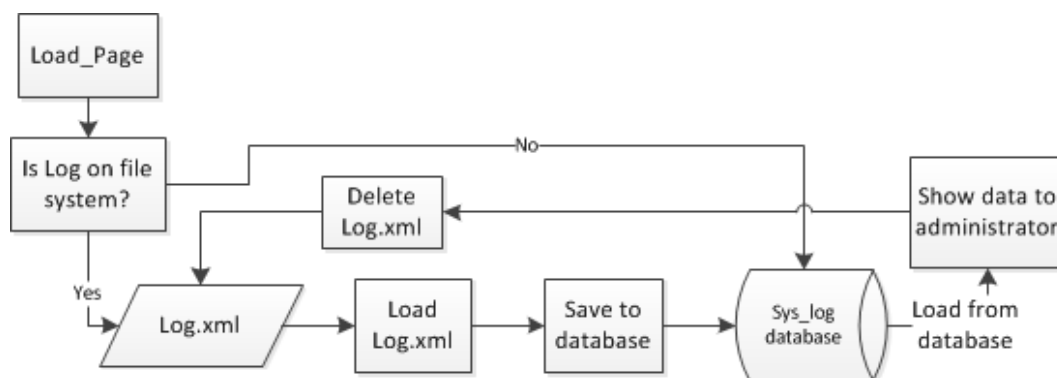 Load_Page
Is Log on file
system?
No
Yes
Delete
Log.xml
Show data to
administrator
Log.xml
Load
Log.xml
Save to
database
Sys_log
database
Load from
database